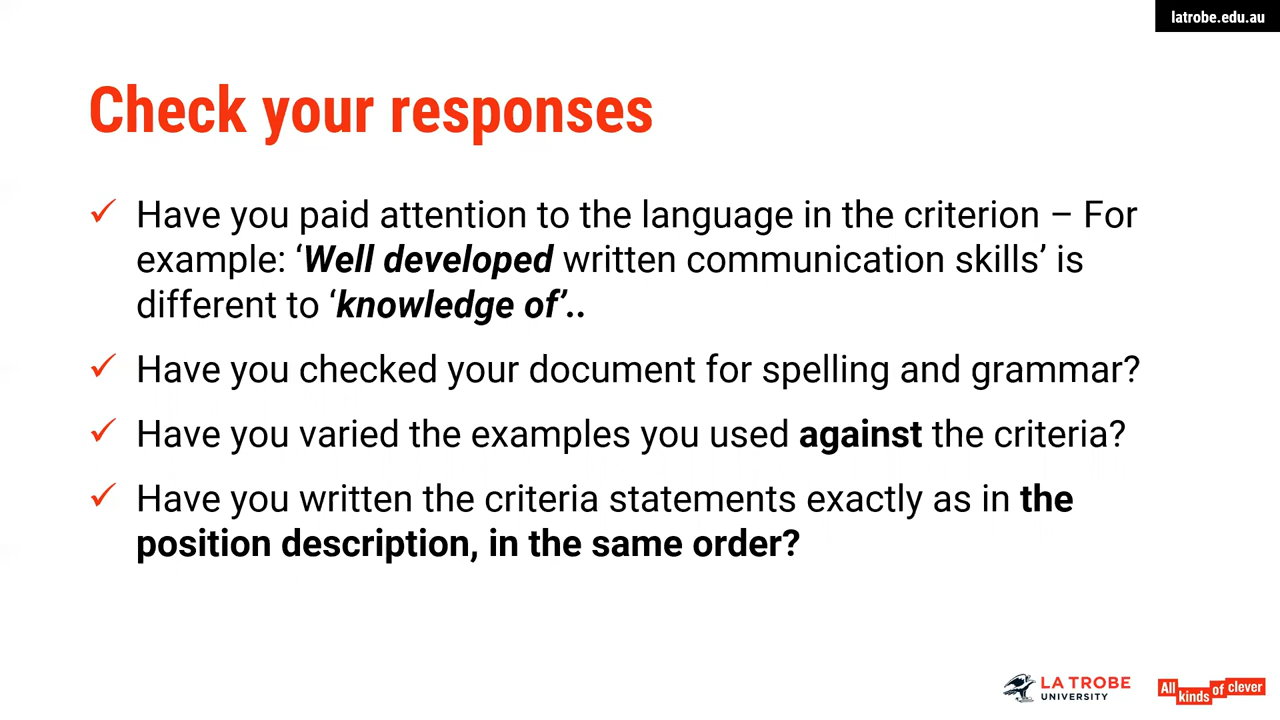 latrobe.edu.au
Check your responses
✓ Have you paid attention to the language in the criterion – For
example: ‘Well developed written communication skills’ is
different to ‘knowledge of’..
✓ Have you checked your document for spelling and grammar?
✓ Have you varied the examples you used against the criteria?
✓ Have you written the criteria statements exactly as in the
position description, in the same order?
LA TROBE
UNIVERSITY
All kinds of clever